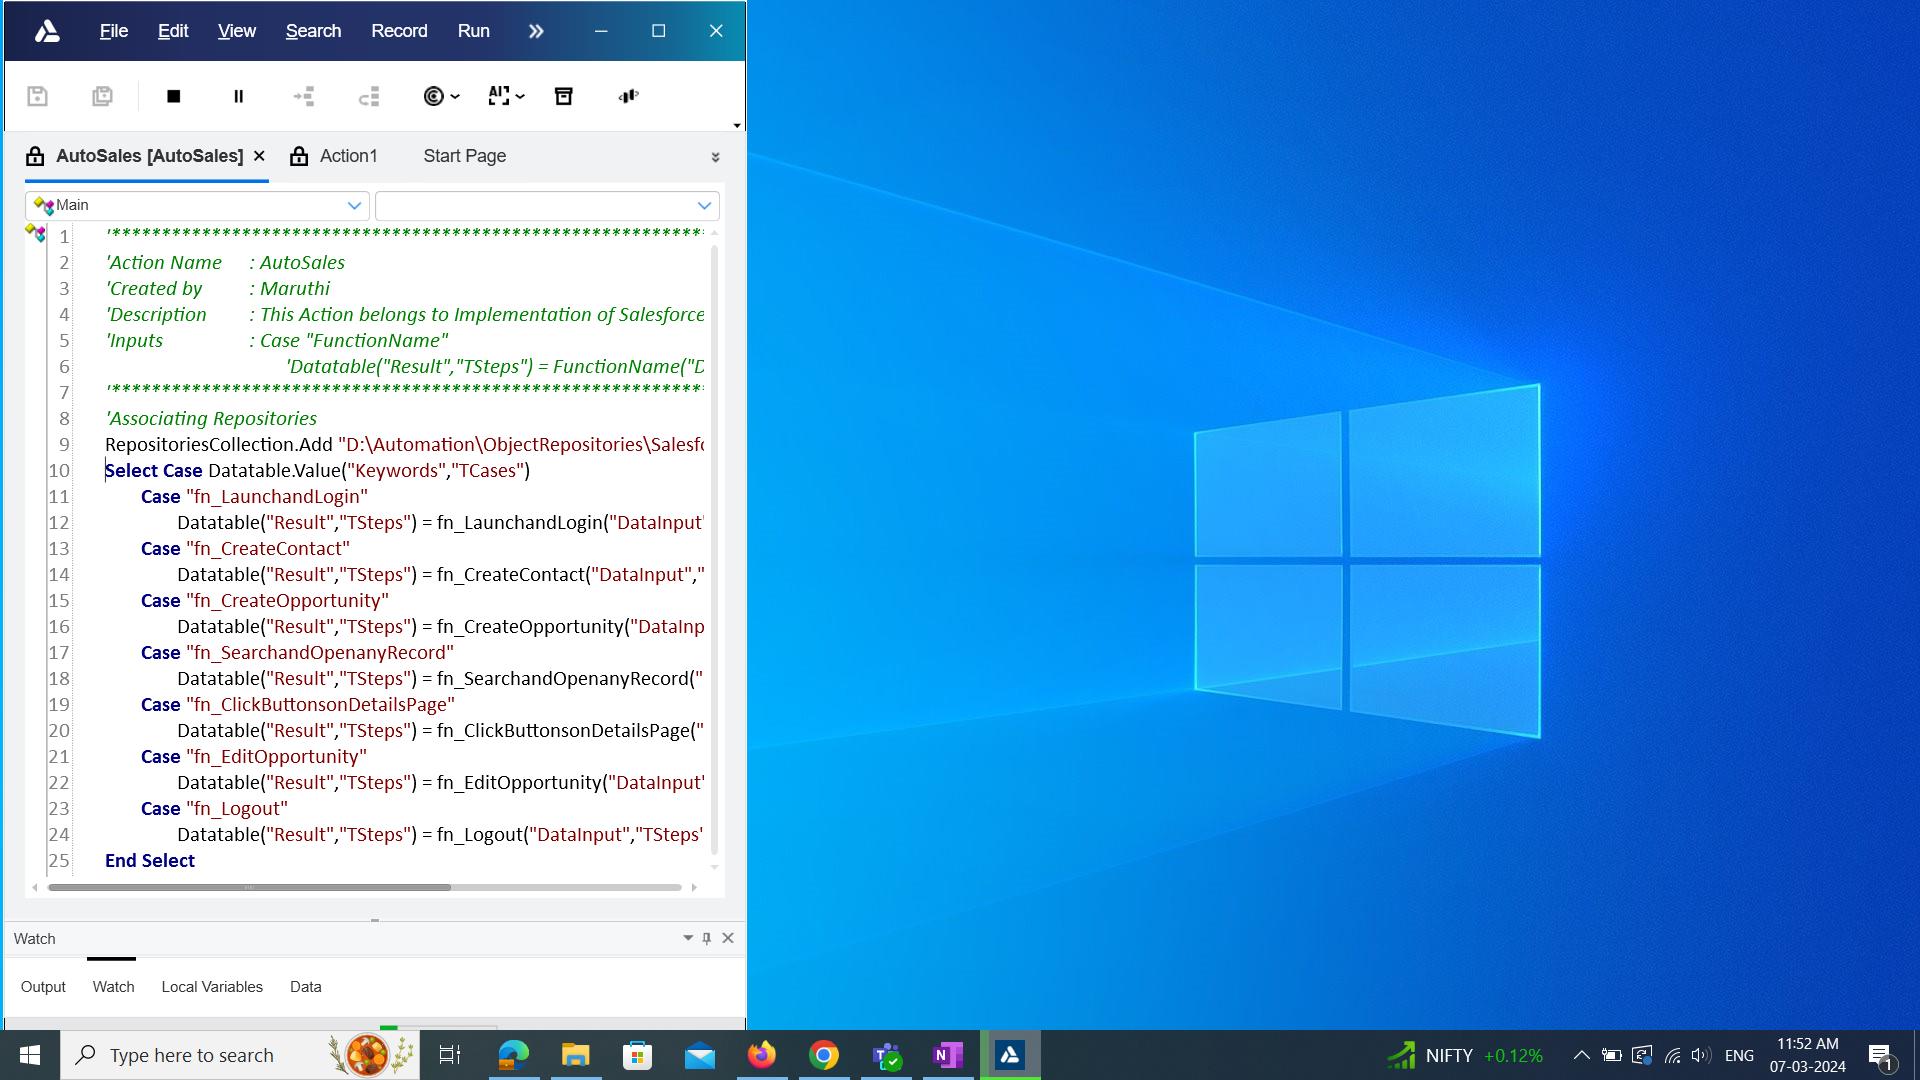 File Edit View Search Record Run
AutoSales [AutoSales] Action1 Start Page
Main
1 '************************************************************
2 'Action Name : AutoSales
3 'Created by : Maruthi
4 'Description : This Action belongs to Implementation of Salesforce
5 'Inputs : Case "FunctionName"
6 'Datatable("Result","TSteps") = FunctionName("D
7 '************************************************************
8 'Associating Repositories
9 RepositoriesCollection.Add "D:\Automation\ObjectRepositories\Salesfo
10 Select Case Datatable.Value("Keywords","TCases")
11 Case "fn_LaunchandLogin"
12 Datatable("Result","TSteps") = fn_LaunchandLogin("DataInput"
13 Case "fn_CreateContact"
14 Datatable("Result","TSteps") = fn_CreateContact("DataInput","
15 Case "fn_CreateOpportunity"
16 Datatable("Result","TSteps") = fn_CreateOpportunity("DataInp
17 Case "fn_SearchandOpenanyRecord"
18 Datatable("Result","TSteps") = fn_SearchandOpenanyRecord("
19 Case "fn_ClickButtonsonDetailsPage"
20 Datatable("Result","TSteps") = fn_ClickButtonsonDetailsPage("
21 Case "fn_EditOpportunity"
22 Datatable("Result","TSteps") = fn_EditOpportunity("DataInput"
23 Case "fn_Logout"
24 Datatable("Result","TSteps") = fn_Logout("DataInput","TSteps"
25 End Select
Watch
Output Watch Local Variables Data
Type here to search
NIFTY +0.12%
ENG
11:52 AM
07-03-2024
1